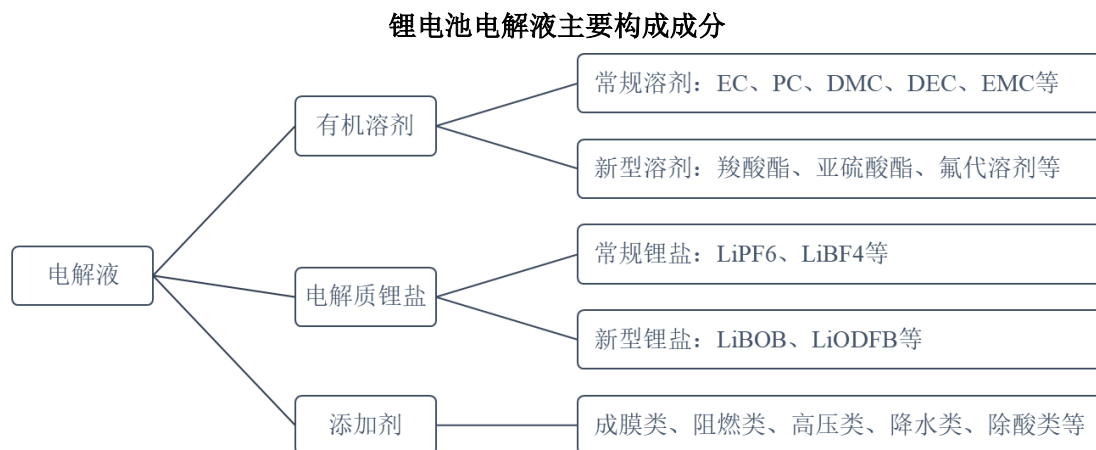 锂电池电解液主要构成成分
常规溶剂：EC、PC、DMC、DEC、EMC等
有机溶剂
新型溶剂：羧酸酯、亚硫酸酯、氟代溶剂等
常规锂盐：LiPF6、LiBF4等
电解液
电解质锂盐
新型锂盐：LiBOB、LiODFB等
添加剂
成膜类、阻燃类、高压类、降水类、除酸类等